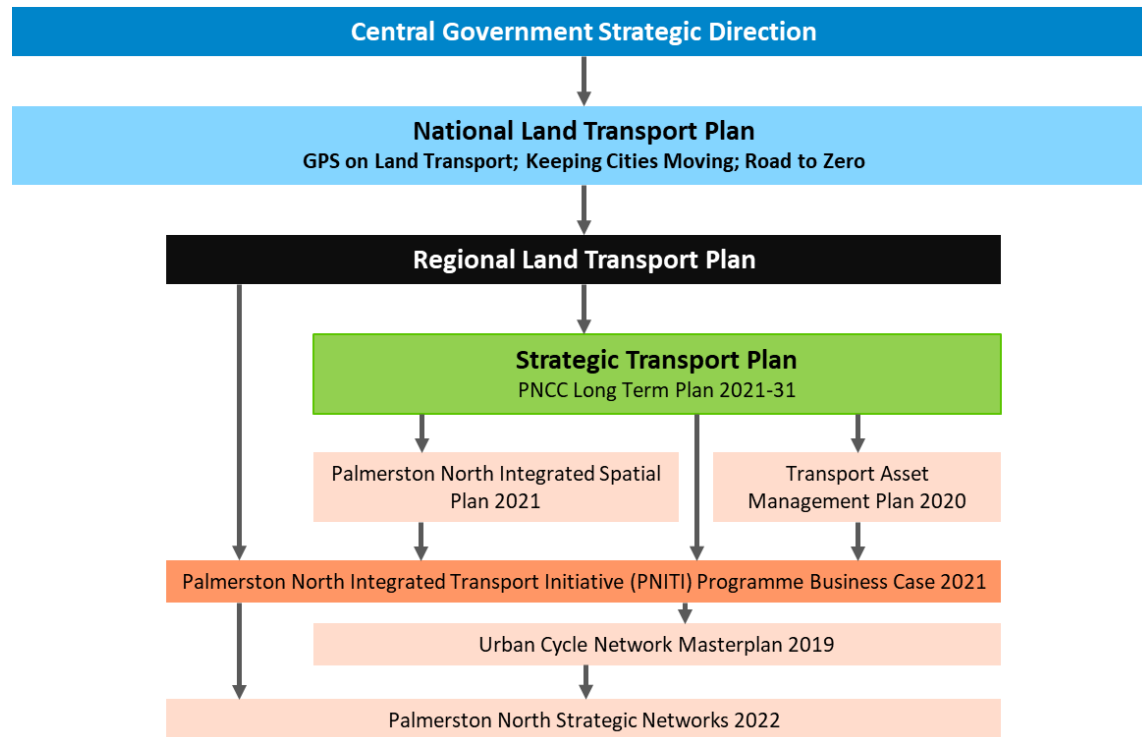 Central Government Strategic Direction
National Land Transport Plan
GPS on Land Transport; Keeping Cities Moving; Road to Zero
Regional Land Transport Plan
Strategic Transport Plan
PNCC Long Term Plan 2021-31
Palmerston North Integrated Spatial
Plan 2021
Transport Asset
Management Plan 2020
Palmerston North Integrated Transport Initiative (PNITI) Programme Business Case 2021
Urban Cycle Network Masterplan 2019
Palmerston North Strategic Networks 2022